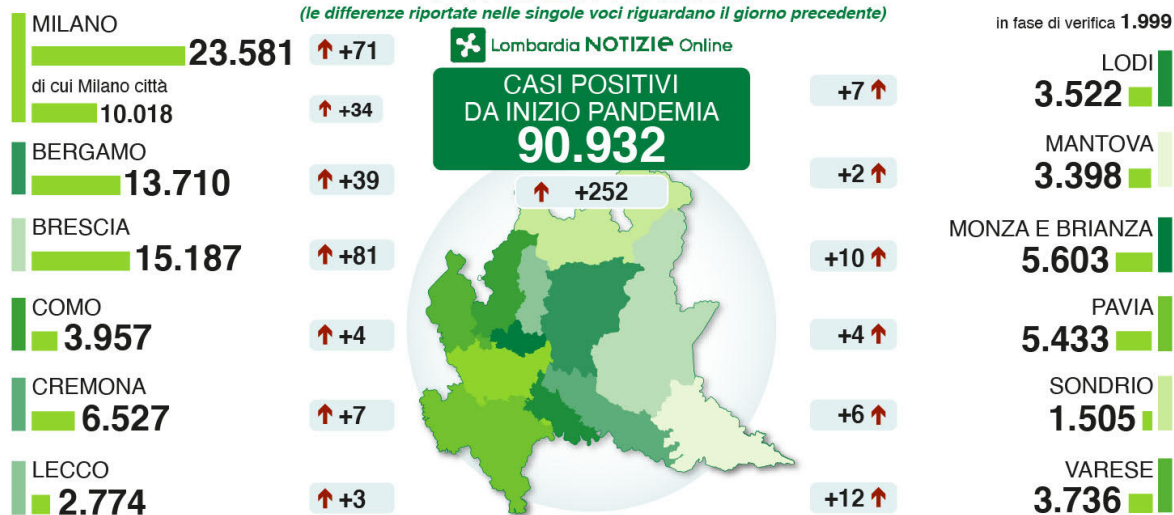 (le differenze riportate nelle singole voci riguardano il giorno precedente)
Lombardia NOTIZIE Online
CASI POSITIVI
DA INIZIO PANDEMIA
90.932
+252
MILANO
23.581
+71
di cui Milano città
10.018
+34
BERGAMO
13.710
+39
BRESCIA
15.187
+81
COMO
3.957
+4
CREMONA
6.527
+7
LECCO
2.774
+3
in fase di verifica 1.999
LODI
+7
3.522
MANTOVA
+2
3.398
MONZA E BRIANZA
+10
5.603
PAVIA
+4
5.433
SONDRIO
+6
1.505
VARESE
+12
3.736